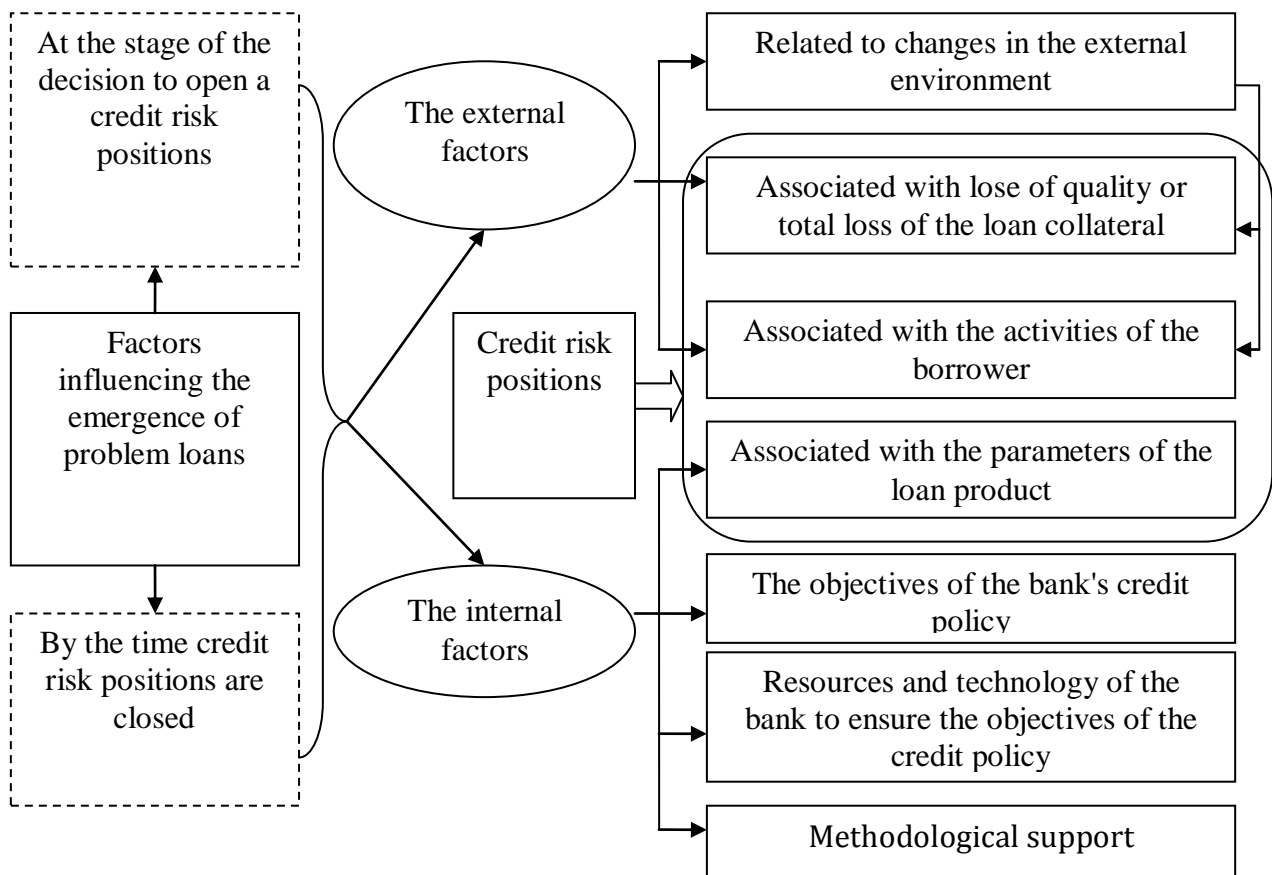 At the stage of the
decision to open a
credit risk
positions
Factors
influencing the
emergence of
problem loans
By the time credit
risk positions are
closed
The external
factors
Credit risk
positions
The internal
factors
Related to changes in the external
environment
Associated with lose of quality or
total loss of the loan collateral
Associated with the activities of the
borrower
Associated with the parameters of the
loan product
The objectives of the bank's credit
policy
Resources and technology of the
bank to ensure the objectives of the
credit policy
Methodological support